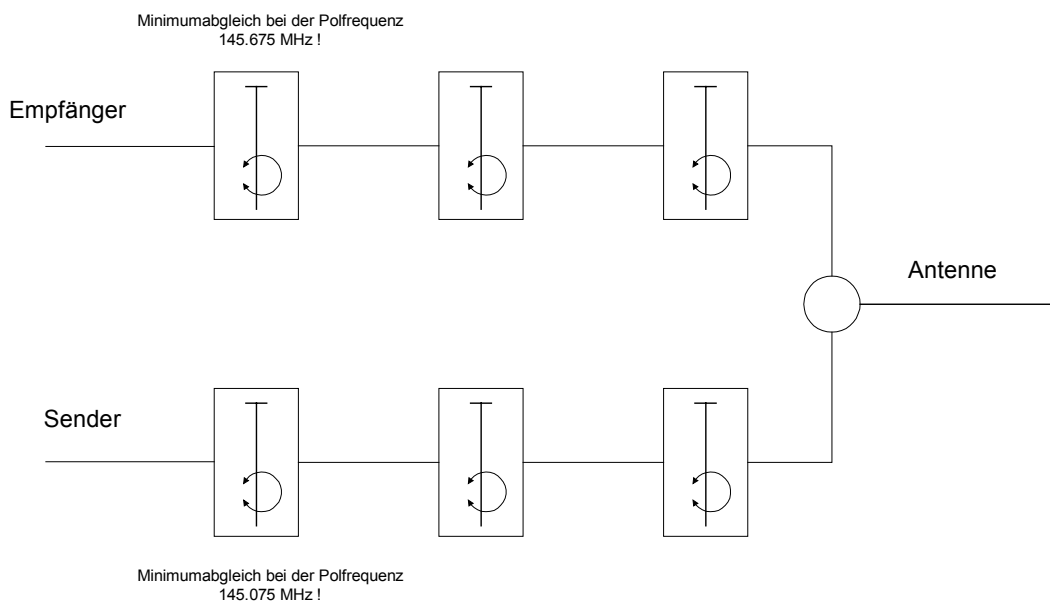 Minimumabgleich bei der Polfrequenz
145.675 MHz !
Empfänger
Antenne
Sender
Minimumabgleich bei der Polfrequenz
145.075 MHz !